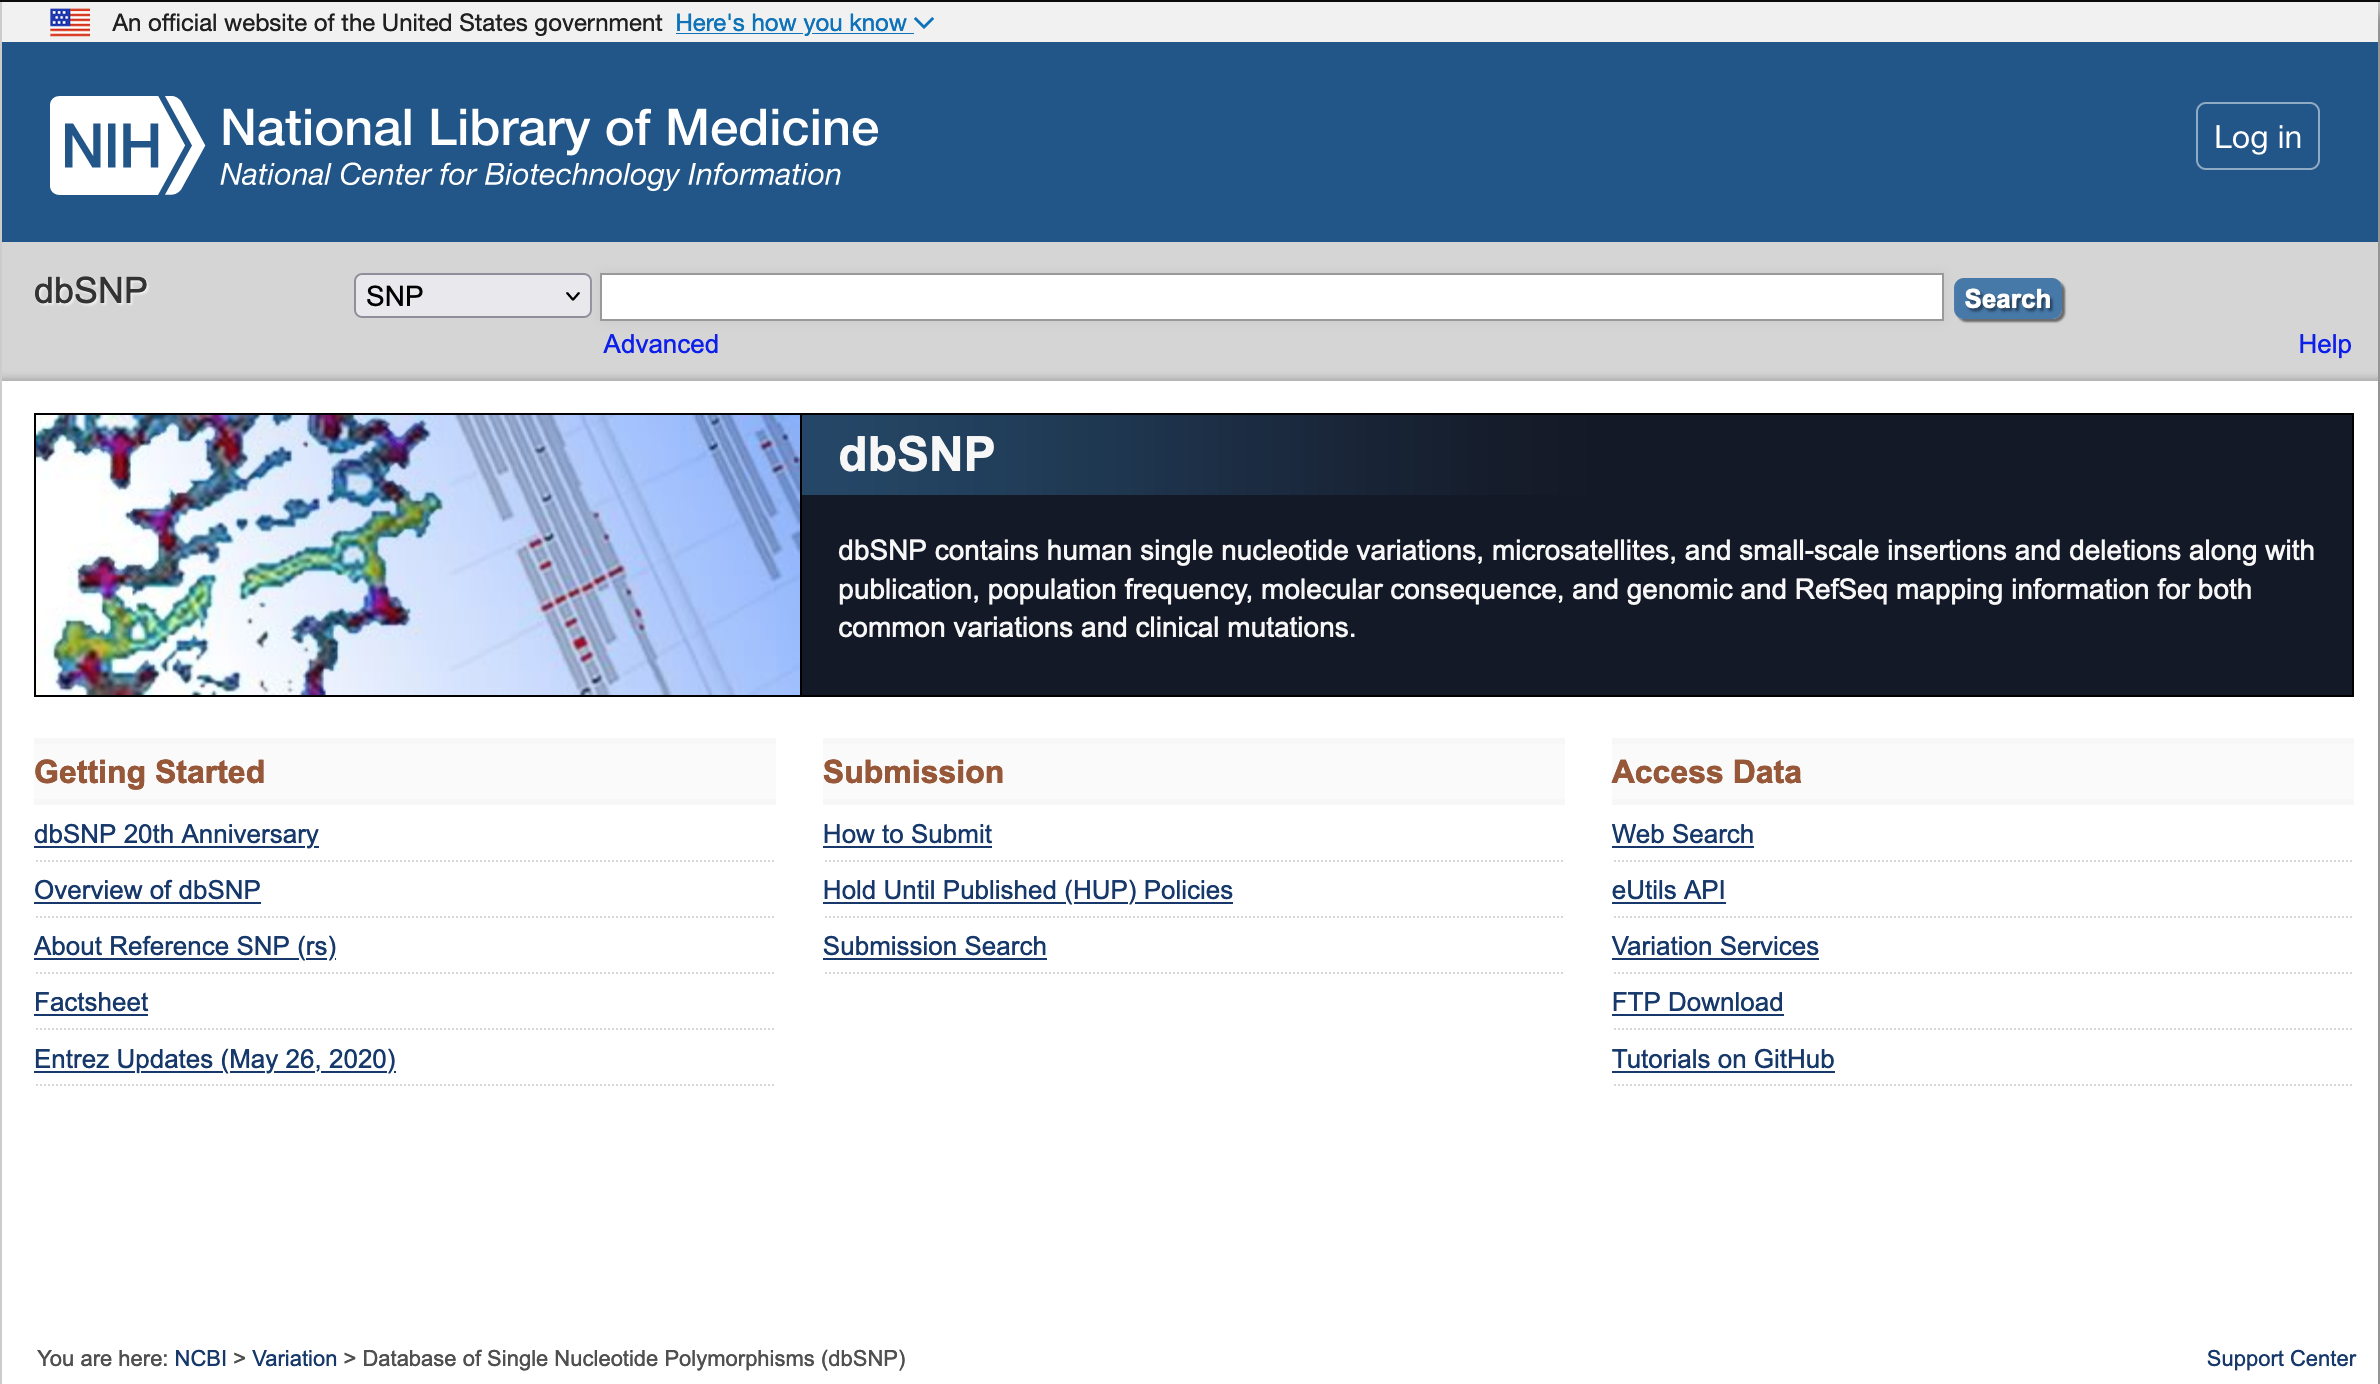 An official website of the United States government Here's how you know
NIH National Library of Medicine
National Center for Biotechnology Information
Log in
dbSNP
SNP
Search
Advanced
Help
dbSNP
dbSNP contains human single nucleotide variations, microsatellites, and small-scale insertions and deletions along with
publication, population frequency, molecular consequence, and genomic and RefSeq mapping information for both
common variations and clinical mutations.
Getting Started
dbSNP 20th Anniversary
Overview of dbSNP
About Reference SNP (rs)
Factsheet
Entrez Updates (May 26, 2020)
Submission
How to Submit
Hold Until Published (HUP) Policies
Submission Search
Access Data
Web Search
eUtils API
Variation Services
FTP Download
Tutorials on GitHub
You are here: NCBI > Variation > Database of Single Nucleotide Polymorphisms (dbSNP)
Support Center